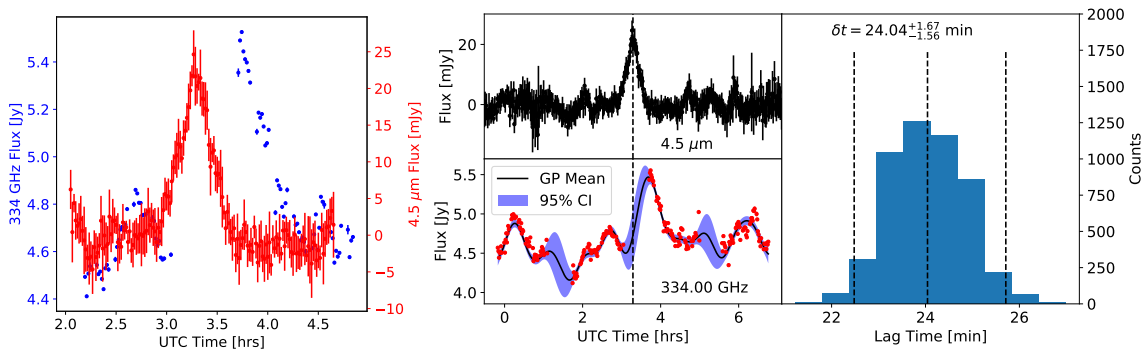 334 GHz Flux [Jy]
5.4
5.2
5.0
4.8
4.6
4.4
2.0 2.5 3.0 3.5 4.0 4.5
UTC Time [hrs]
25
20
15
10
5
0
−5
−10
4.5 μm Flux [mJy]
Flux [mJy]
20
0
4.5 μm
Flux [Jy]
5.5
5.0
4.5
4.0
GP Mean
95% CI
334.00 GHz
0 2 4 6
UTC Time [hrs]
δt = 24.04+1.67−1.56 min
22 24 26
Lag Time [min]
2000
1750
1500
1250
1000
750
500
250
0
Counts